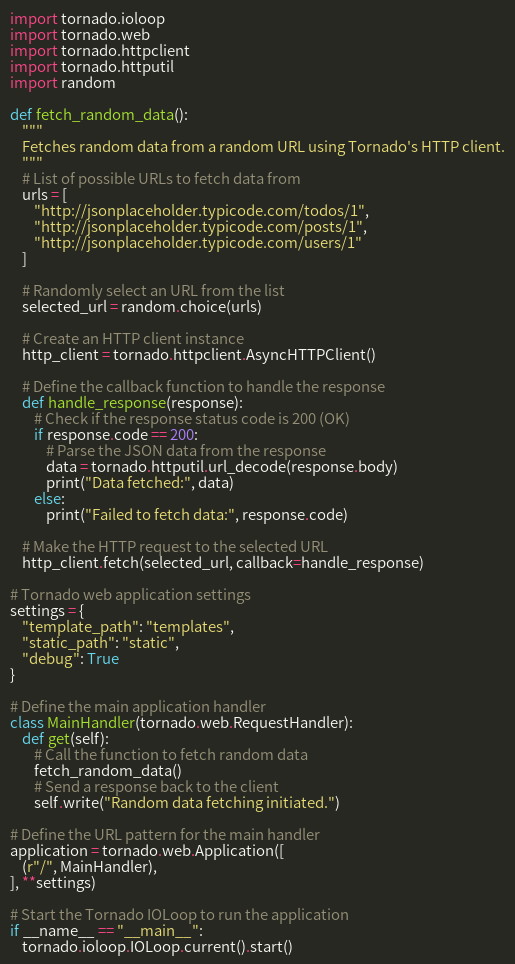 import tornado.ioloop
import tornado.web
import tornado.httpclient
import tornado.httputil
import random

def fetch_random_data():
    """
    Fetches random data from a random URL using Tornado's HTTP client.
    """
    # List of possible URLs to fetch data from
    urls = [
        "http://jsonplaceholder.typicode.com/todos/1",
        "http://jsonplaceholder.typicode.com/posts/1",
        "http://jsonplaceholder.typicode.com/users/1"
    ]

    # Randomly select an URL from the list
    selected_url = random.choice(urls)

    # Create an HTTP client instance
    http_client = tornado.httpclient.AsyncHTTPClient()

    # Define the callback function to handle the response
    def handle_response(response):
        # Check if the response status code is 200 (OK)
        if response.code == 200:
            # Parse the JSON data from the response
            data = tornado.httputil.url_decode(response.body)
            print("Data fetched:", data)
        else:
            print("Failed to fetch data:", response.code)

    # Make the HTTP request to the selected URL
    http_client.fetch(selected_url, callback=handle_response)

# Tornado web application settings
settings = {
    "template_path": "templates",
    "static_path": "static",
    "debug": True
}

# Define the main application handler
class MainHandler(tornado.web.RequestHandler):
    def get(self):
        # Call the function to fetch random data
        fetch_random_data()
        # Send a response back to the client
        self.write("Random data fetching initiated.")

# Define the URL pattern for the main handler
application = tornado.web.Application([
    (r"/", MainHandler),
], **settings)

# Start the Tornado IOLoop to run the application
if __name__ == "__main__":
    tornado.ioloop.IOLoop.current().start()